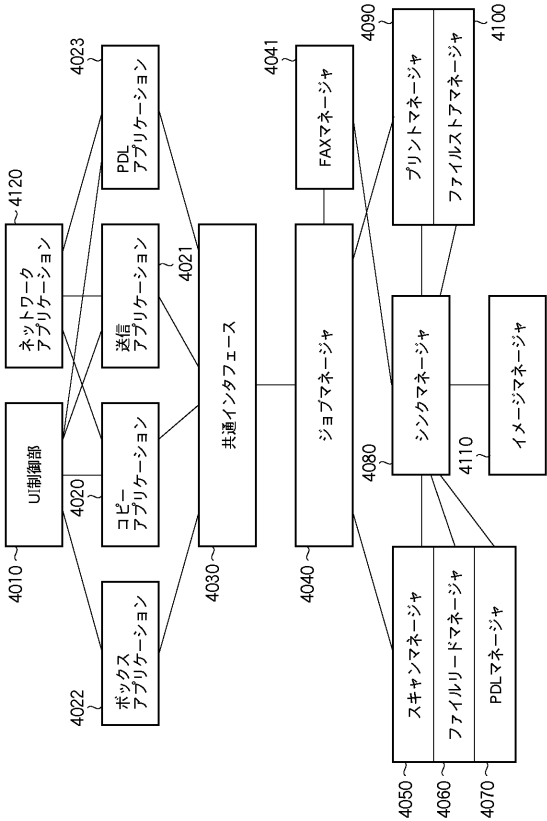 4010
UI制御部
4120
ネットワーク
アプリケーション
4022
ボックス
アプリケーション
4020
コピー
アプリケーション
4021
送信
アプリケーション
4023
PDL
アプリケーション
4030
共通インタフェース
4040
ジョブマネージャ
4041
FAXマネージャ
4050
スキャンマネージャ
4060
ファイルリードマネージャ
4070
PDLマネージャ
4080
シンクマネージャ
4090
プリントマネージャ
4100
ファイルストアマネージャ
4110
イメージマネージャ